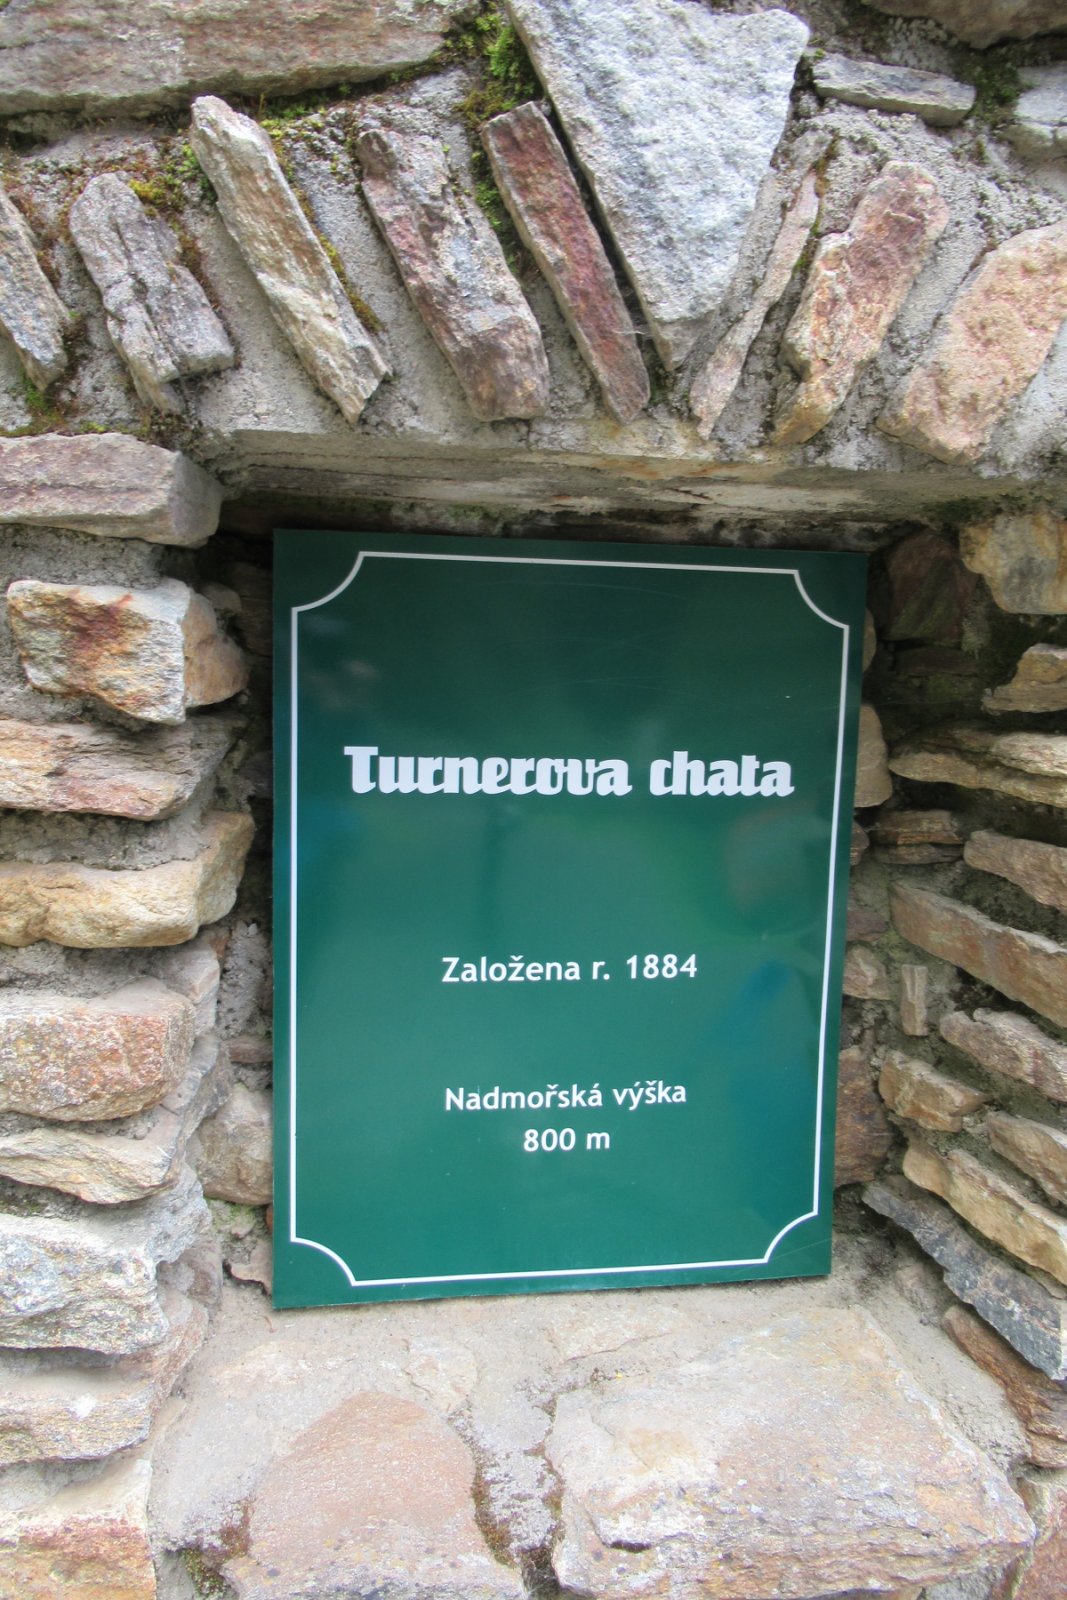 Turnerova chata
Založena r. 1884
Nadmořská výška
800 m